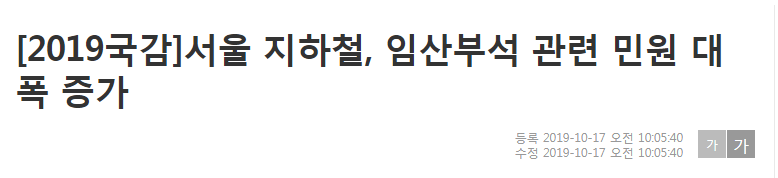 [2019국감]서울 지하철, 임산부석 관련 민원 대
폭 증가
등록 2019-10-17 오전 10:05:40
수정 2019-10-17 오전 10:05:40
가 가